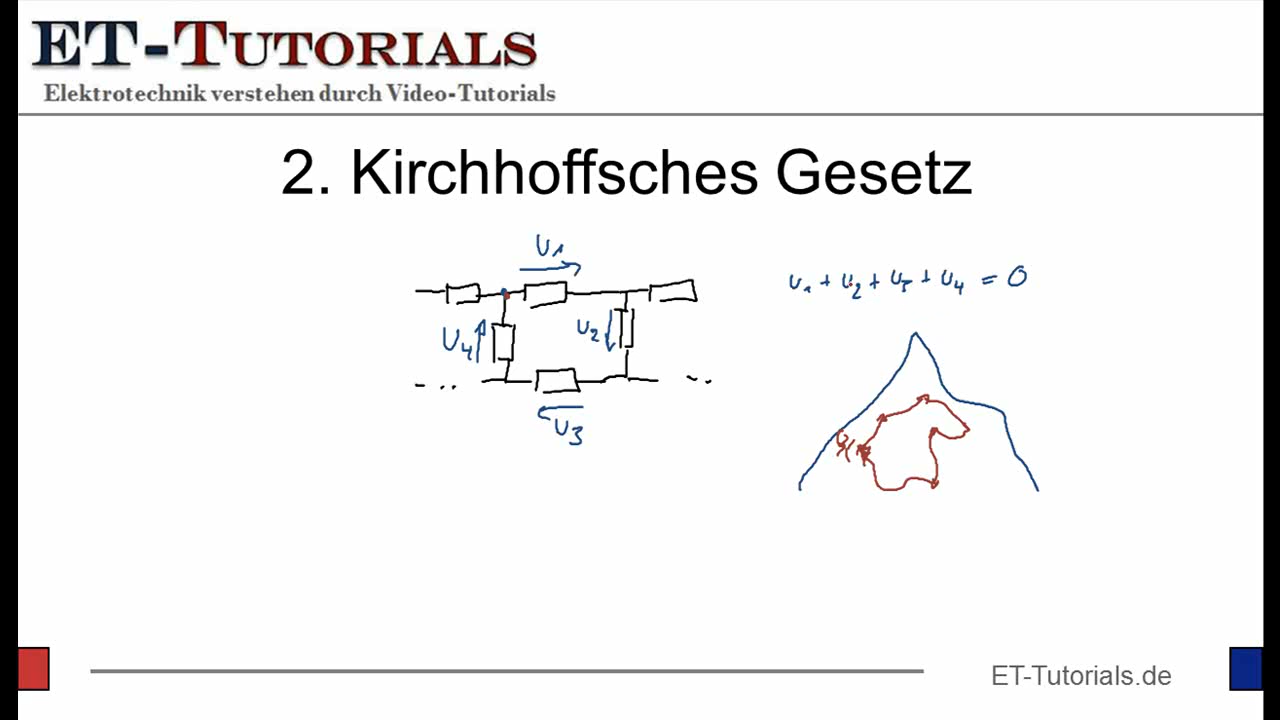 ET-Tutorials
Elektrotechnik verstehen durch Video-Tutorials
2. Kirchhoffsches Gesetz
U1
U4
U2
U3
U1 + U2 + U3 + U4 = 0
ET-Tutorials.de